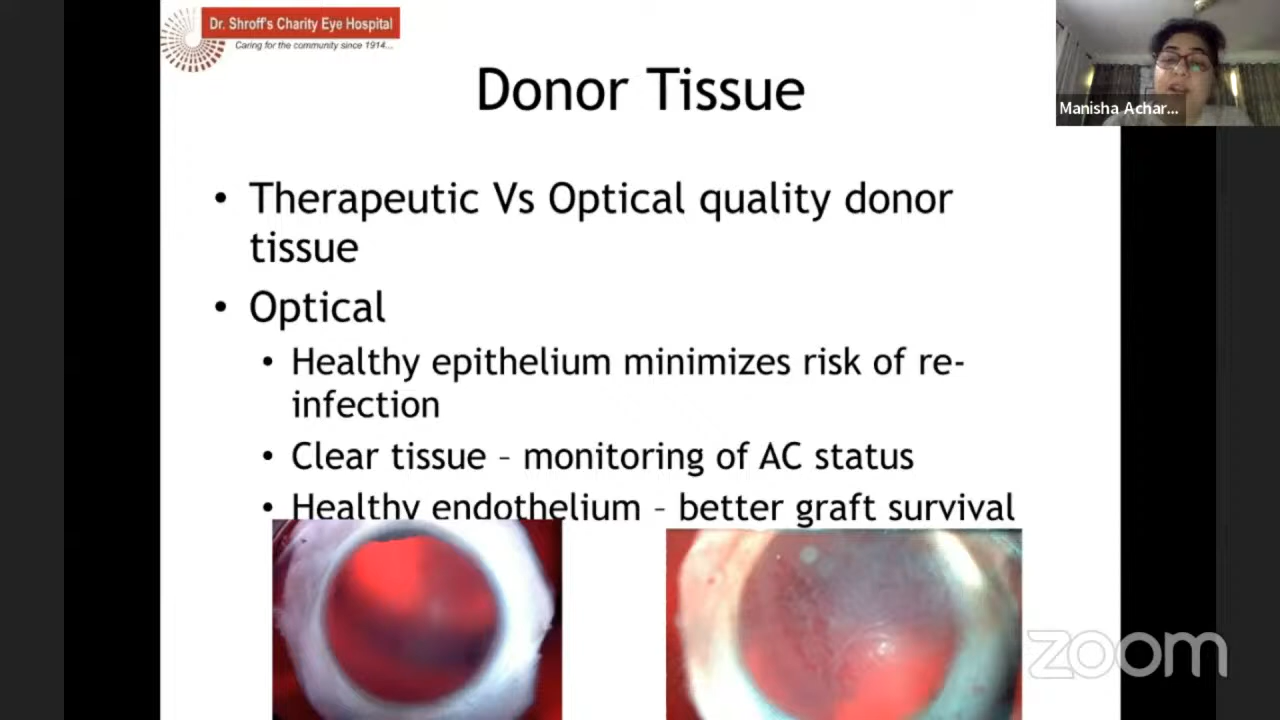 Dr. Shroff's Charity Eye Hospital
Caring for the community since 1914...
Manisha Achar...
Donor Tissue
• Therapeutic Vs Optical quality donor
tissue
• Optical
• Healthy epithelium minimizes risk of re-
infection
• Clear tissue – monitoring of AC status
• Healthy endothelium – better graft survival
zoom